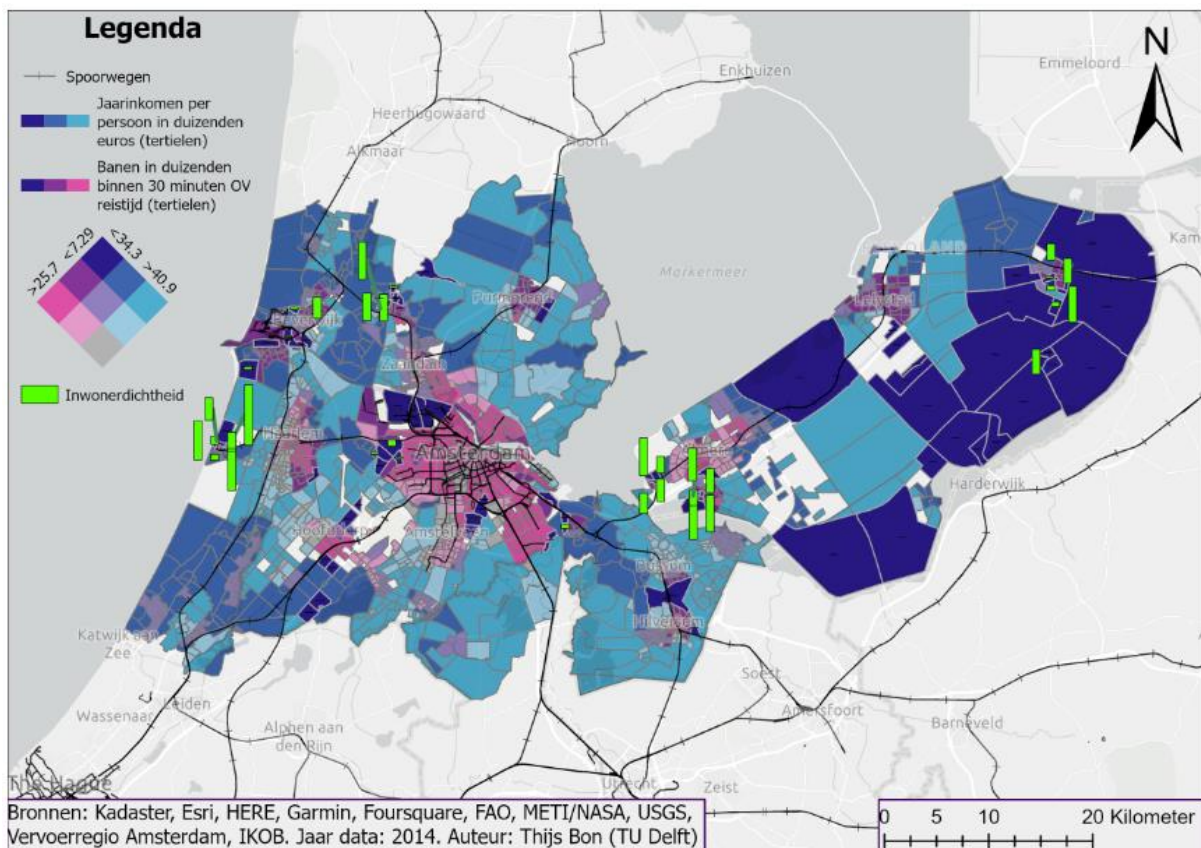 Legenda
Spoorwegen
Jaarinkomen per
persoon in duizenden
euros (tertielen)
Banen in duizenden
binnen 30 minuten OV
reistijd (tertielen)
>25.7
<7.29
<34.3
>40.9
Inwonerdichtheid
N
Enkhuizen
Emmeloord
Heerhugowaard
Hoorn
Alkmaar
Markermeer
Purmerend
Lelystad
Beverwijk
Zaandam
Haarlem
Amsterdam
Harderwijk
Amstelveen
Bussum
Hilversum
Katwijk aan
Zee
Leiden
Wassenaar
Alphen aan
den Rijn
Soest
Amersfoort
Barneveld
The Hague
Utrecht
Zeist
Bronnen: Kadaster, Esri, HERE, Garmin, Foursquare, FAO, METI/NASA, USGS,
Vervoerregio Amsterdam, IKOB. Jaar data: 2014. Auteur: Thijs Bon (TU Delft)
20 Kilometer
0 5 10